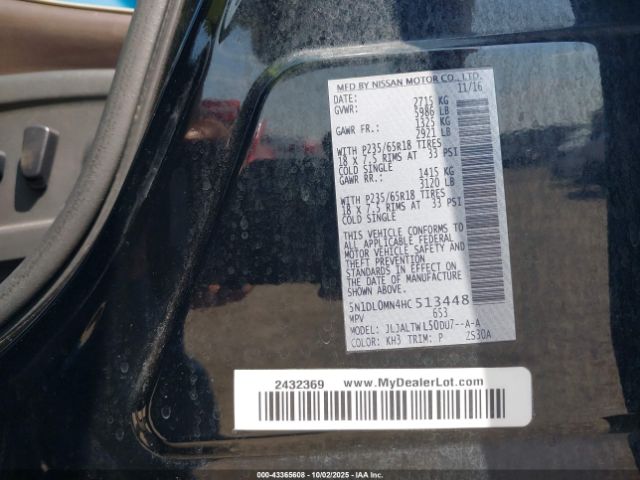 MFD BY NISSAN MOTOR CO., LTD.
DATE: 11/16
GVWR: 2715 KG
5986 LB
GAWR FR.: 1325 KG
2921 LB
WITH P235/65R18 TIRES
18 X 7.5 RIMS AT 33 PSI
COLD SINGLE
GAWR RR.: 1415 KG
3120 LB
WITH P235/65R18 TIRES
18 X 7.5 RIMS AT 33 PSI
COLD SINGLE
THIS VEHICLE CONFORMS TO
ALL APPLICABLE FEDERAL
MOTOR VEHICLE SAFETY AND
THEFT PREVENTION
STANDARDS IN EFFECT ON
THE DATE OF MANUFACTURE
SHOWN ABOVE.
5N1DL0MN4HC513448
MPV 653
MODEL: JLJALTWL50DU7--A-A
COLOR: KH3 TRIM: P 2S30A
2432369 www.MyDealerLot.com
000-43365608 10/02/2025 - IAAI.COM